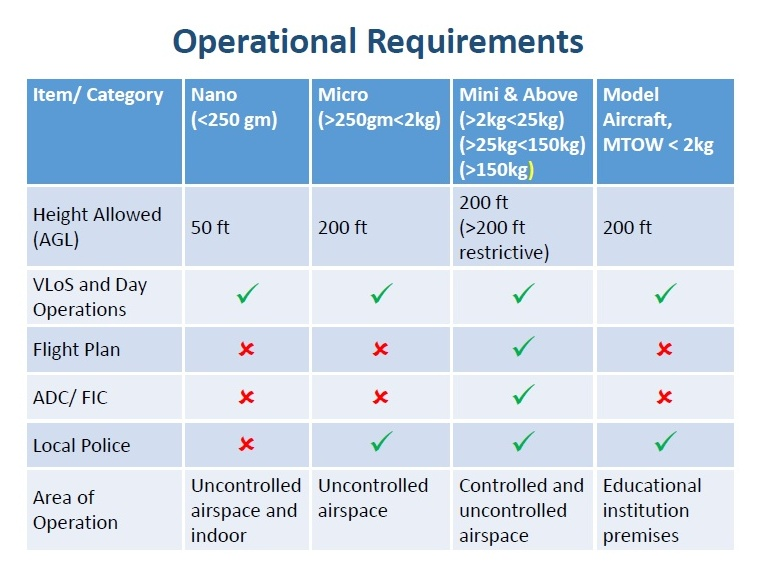 Operational Requirements
Item/ Category
Nano
(<250 gm)
Micro
(>250gm<2kg)
Mini & Above
(>2kg<25kg)
(>25kg<150kg)
(>150kg)
Model
Aircraft,
MTOW < 2kg
Height Allowed
(AGL)
50 ft
200 ft
200 ft
(>200 ft
restrictive)
200 ft
VLoS and Day
Operations
✓
✓
✓
✓
Flight Plan
✘
✘
✓
✘
ADC/ FIC
✘
✘
✓
✘
Local Police
✘
✓
✓
✓
Area of
Operation
Uncontrolled
airspace and
indoor
Uncontrolled
airspace
Controlled and
uncontrolled
airspace
Educational
institution
premises